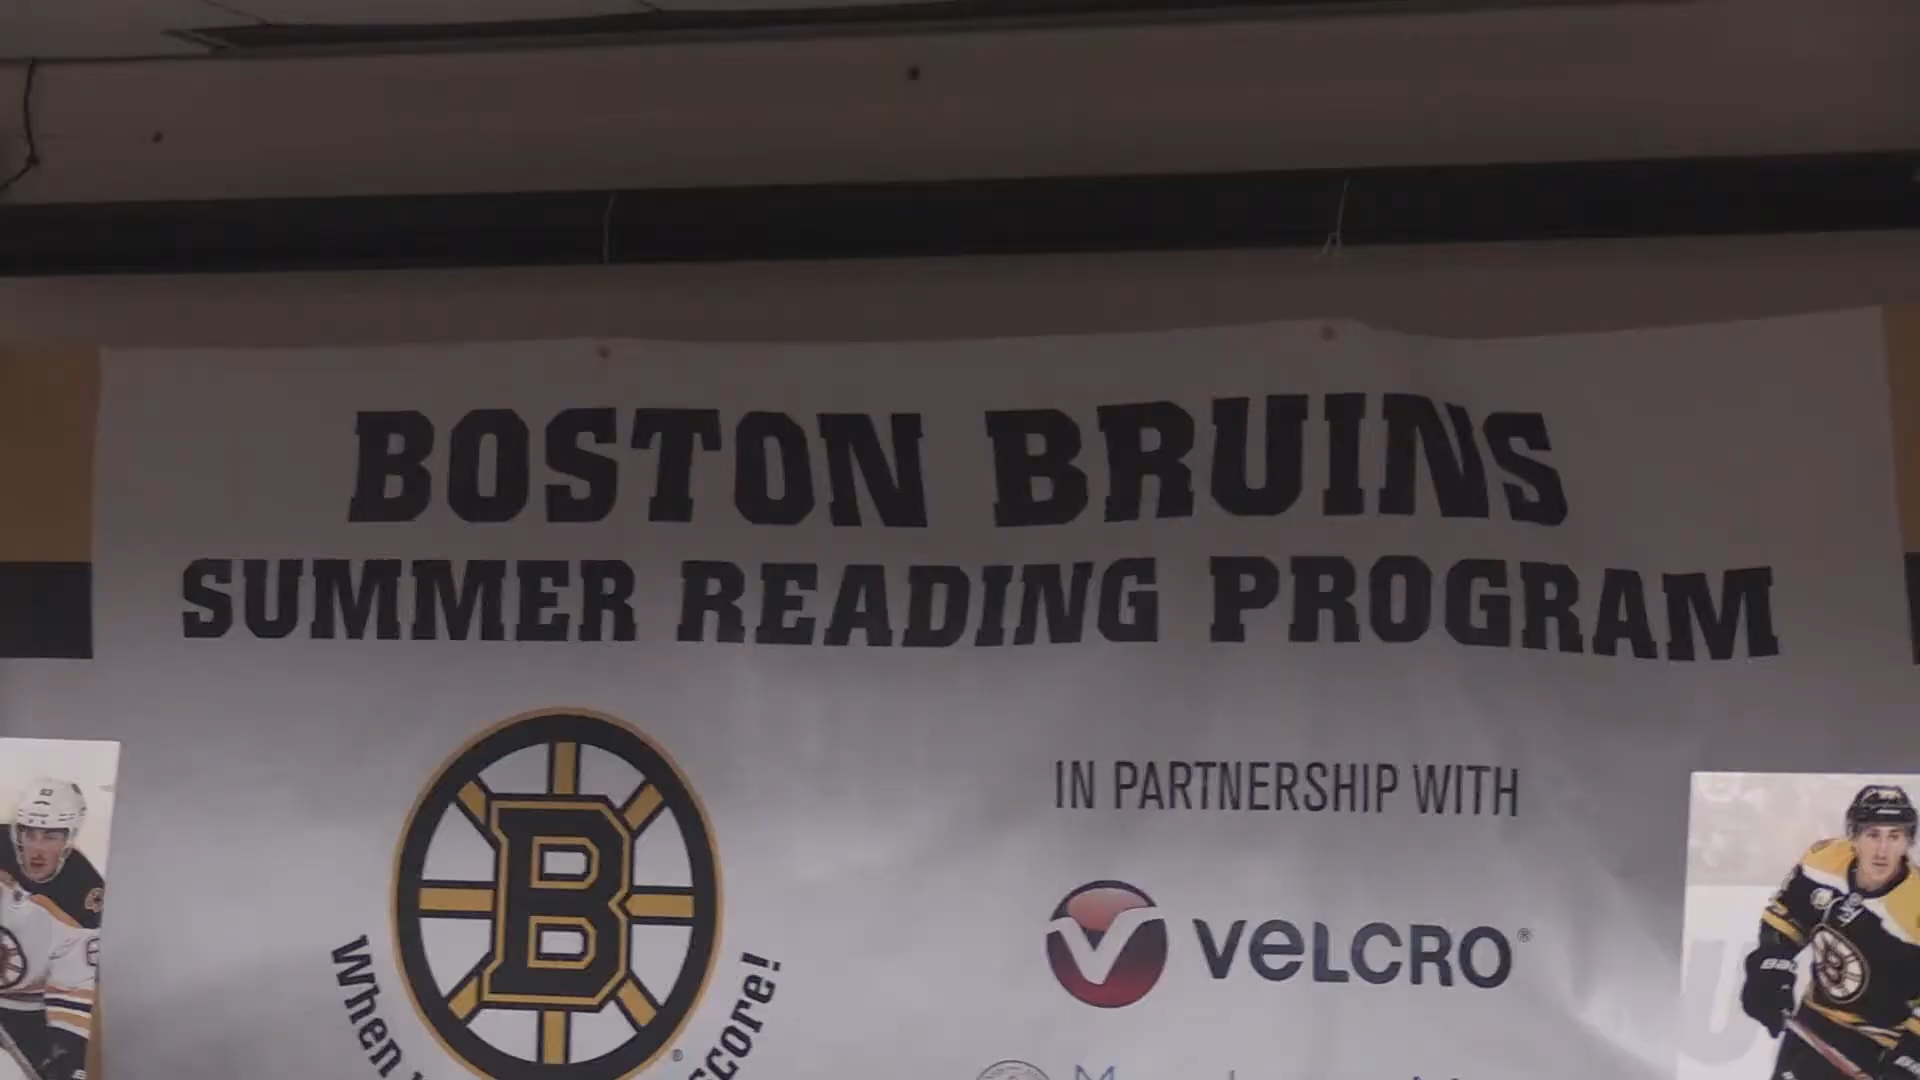 BOSTON BRUINS
SUMMER READING PROGRAM
B
IN PARTNERSHIP WITH
VELCRO®
When
score!